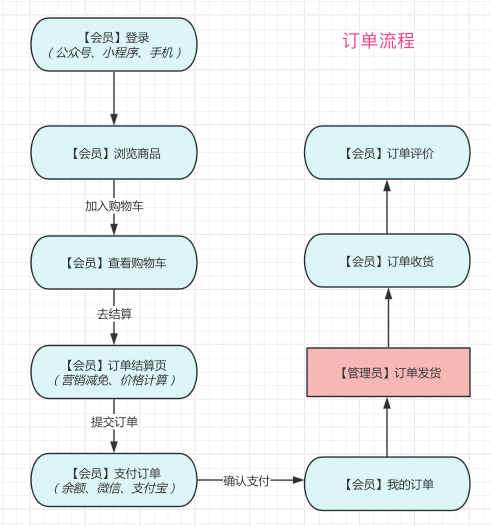 订单流程
【会员】登录
（公众号、小程序、手机）
【会员】浏览商品
加入购物车
【会员】查看购物车
去结算
【会员】订单结算页
（营销减免、价格计算）
提交订单
【会员】支付订单
（余额、微信、支付宝）
确认支付
【会员】我的订单
【管理员】订单发货
【会员】订单收货
【会员】订单评价